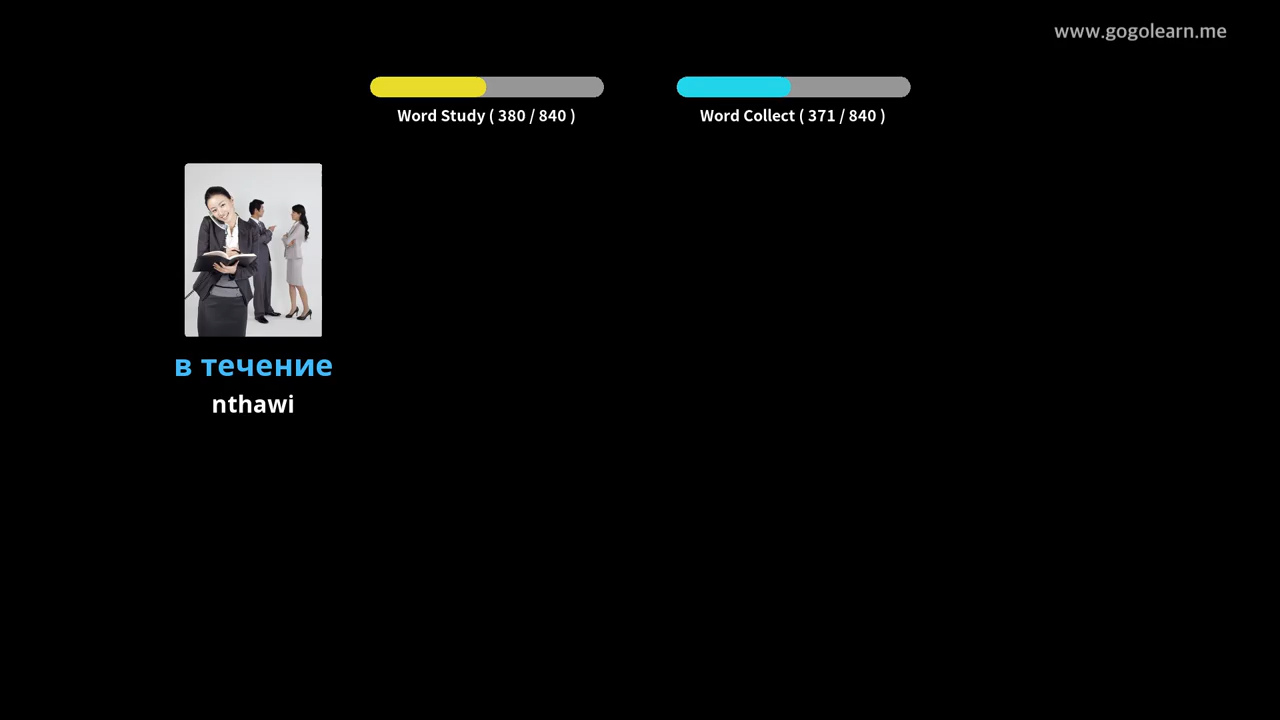 www.gogolearn.me
Word Study ( 380 / 840 )
Word Collect ( 371 / 840 )
в течение
nthawi